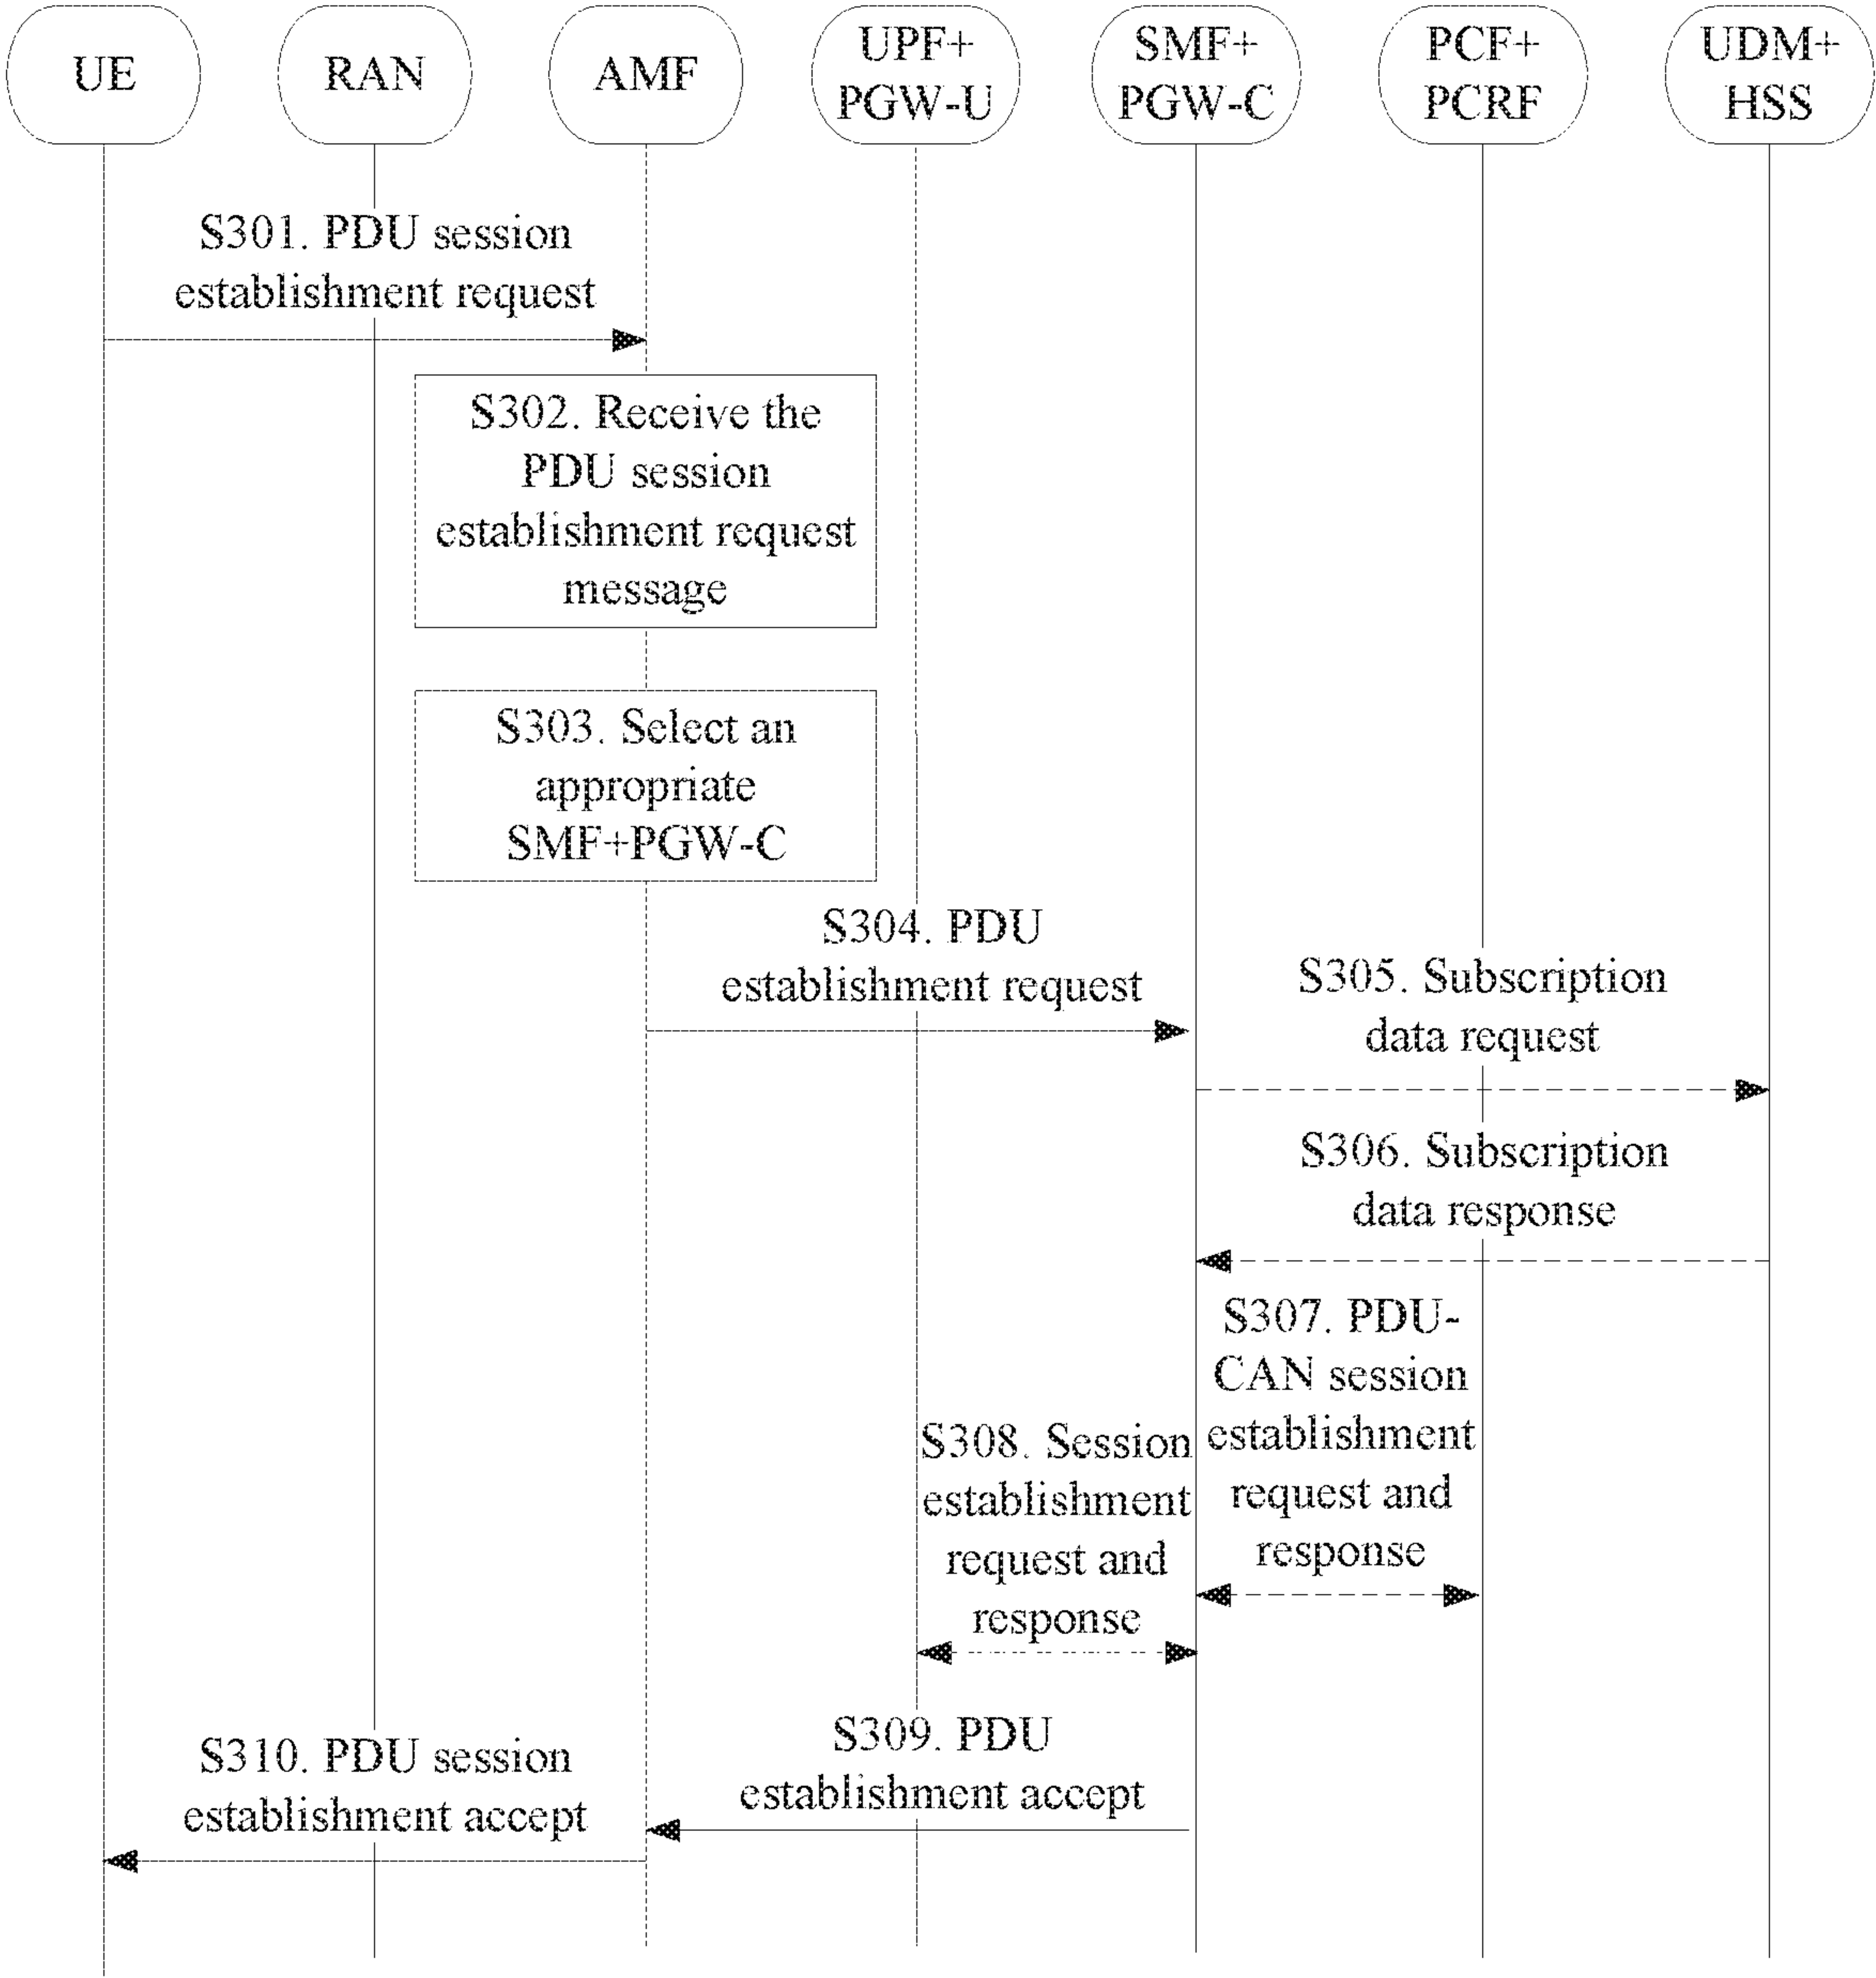 UE
RAN
AMF
UPF+
PGW-U
SMF+
PGW-C
PCF+
PCRF
UDM+
HSS
S301. PDU session
establishment request
S302. Receive the
PDU session
establishment request
message
S303. Select an
appropriate
SMF+PGW-C
S304. PDU
establishment request
S305. Subscription
data request
S306. Subscription
data response
S307. PDU-
CAN session
establishment
request and
response
S308. Session
establishment
request and
response
S309. PDU
establishment accept
S310. PDU session
establishment accept